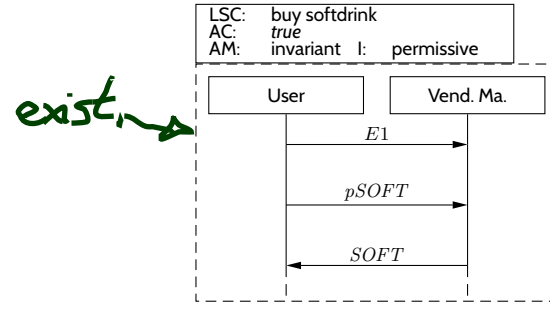 LSC: buy softdrink
AC: true
AM: invariant I: permissive
exist.
User Vend. Ma.
E1
pSOFT
SOFT